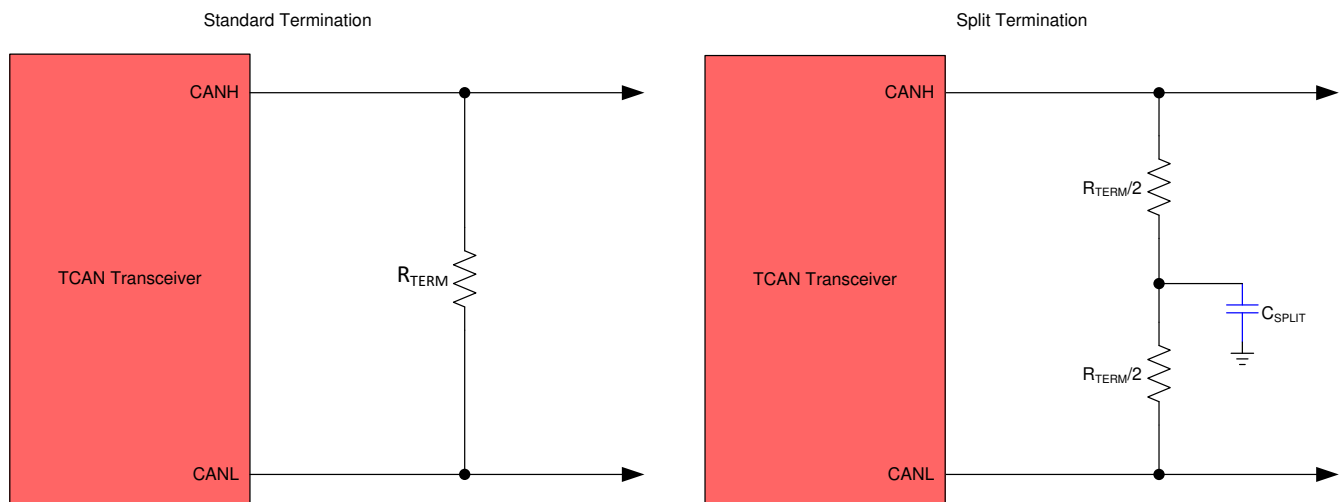 Standard Termination
CANH
TCAN Transceiver
R_TERM
CANL
Split Termination
CANH
R_TERM/2
TCAN Transceiver
C_SPLIT
R_TERM/2
CANL